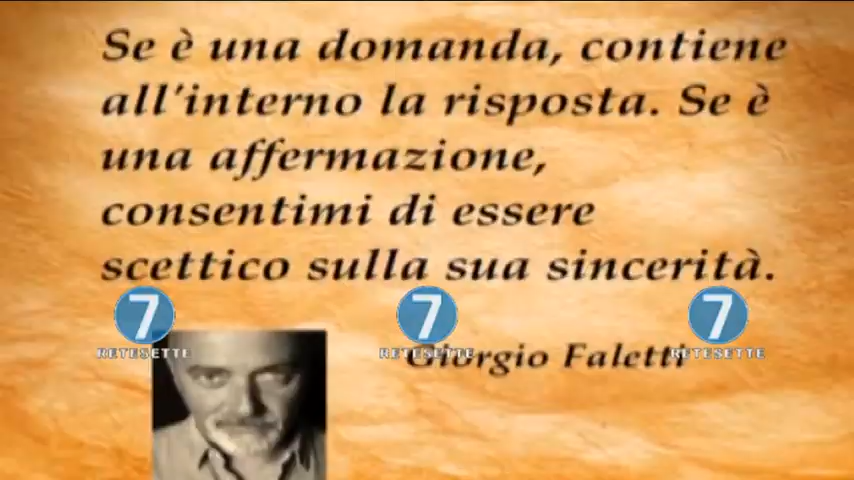 Se è una domanda, contiene
all'interno la risposta. Se è
una affermazione,
consentimi di essere
scettico sulla sua sincerità.
7 7 7
RETESETTE RETESETTE RETESETTE
Giorgio Faletti